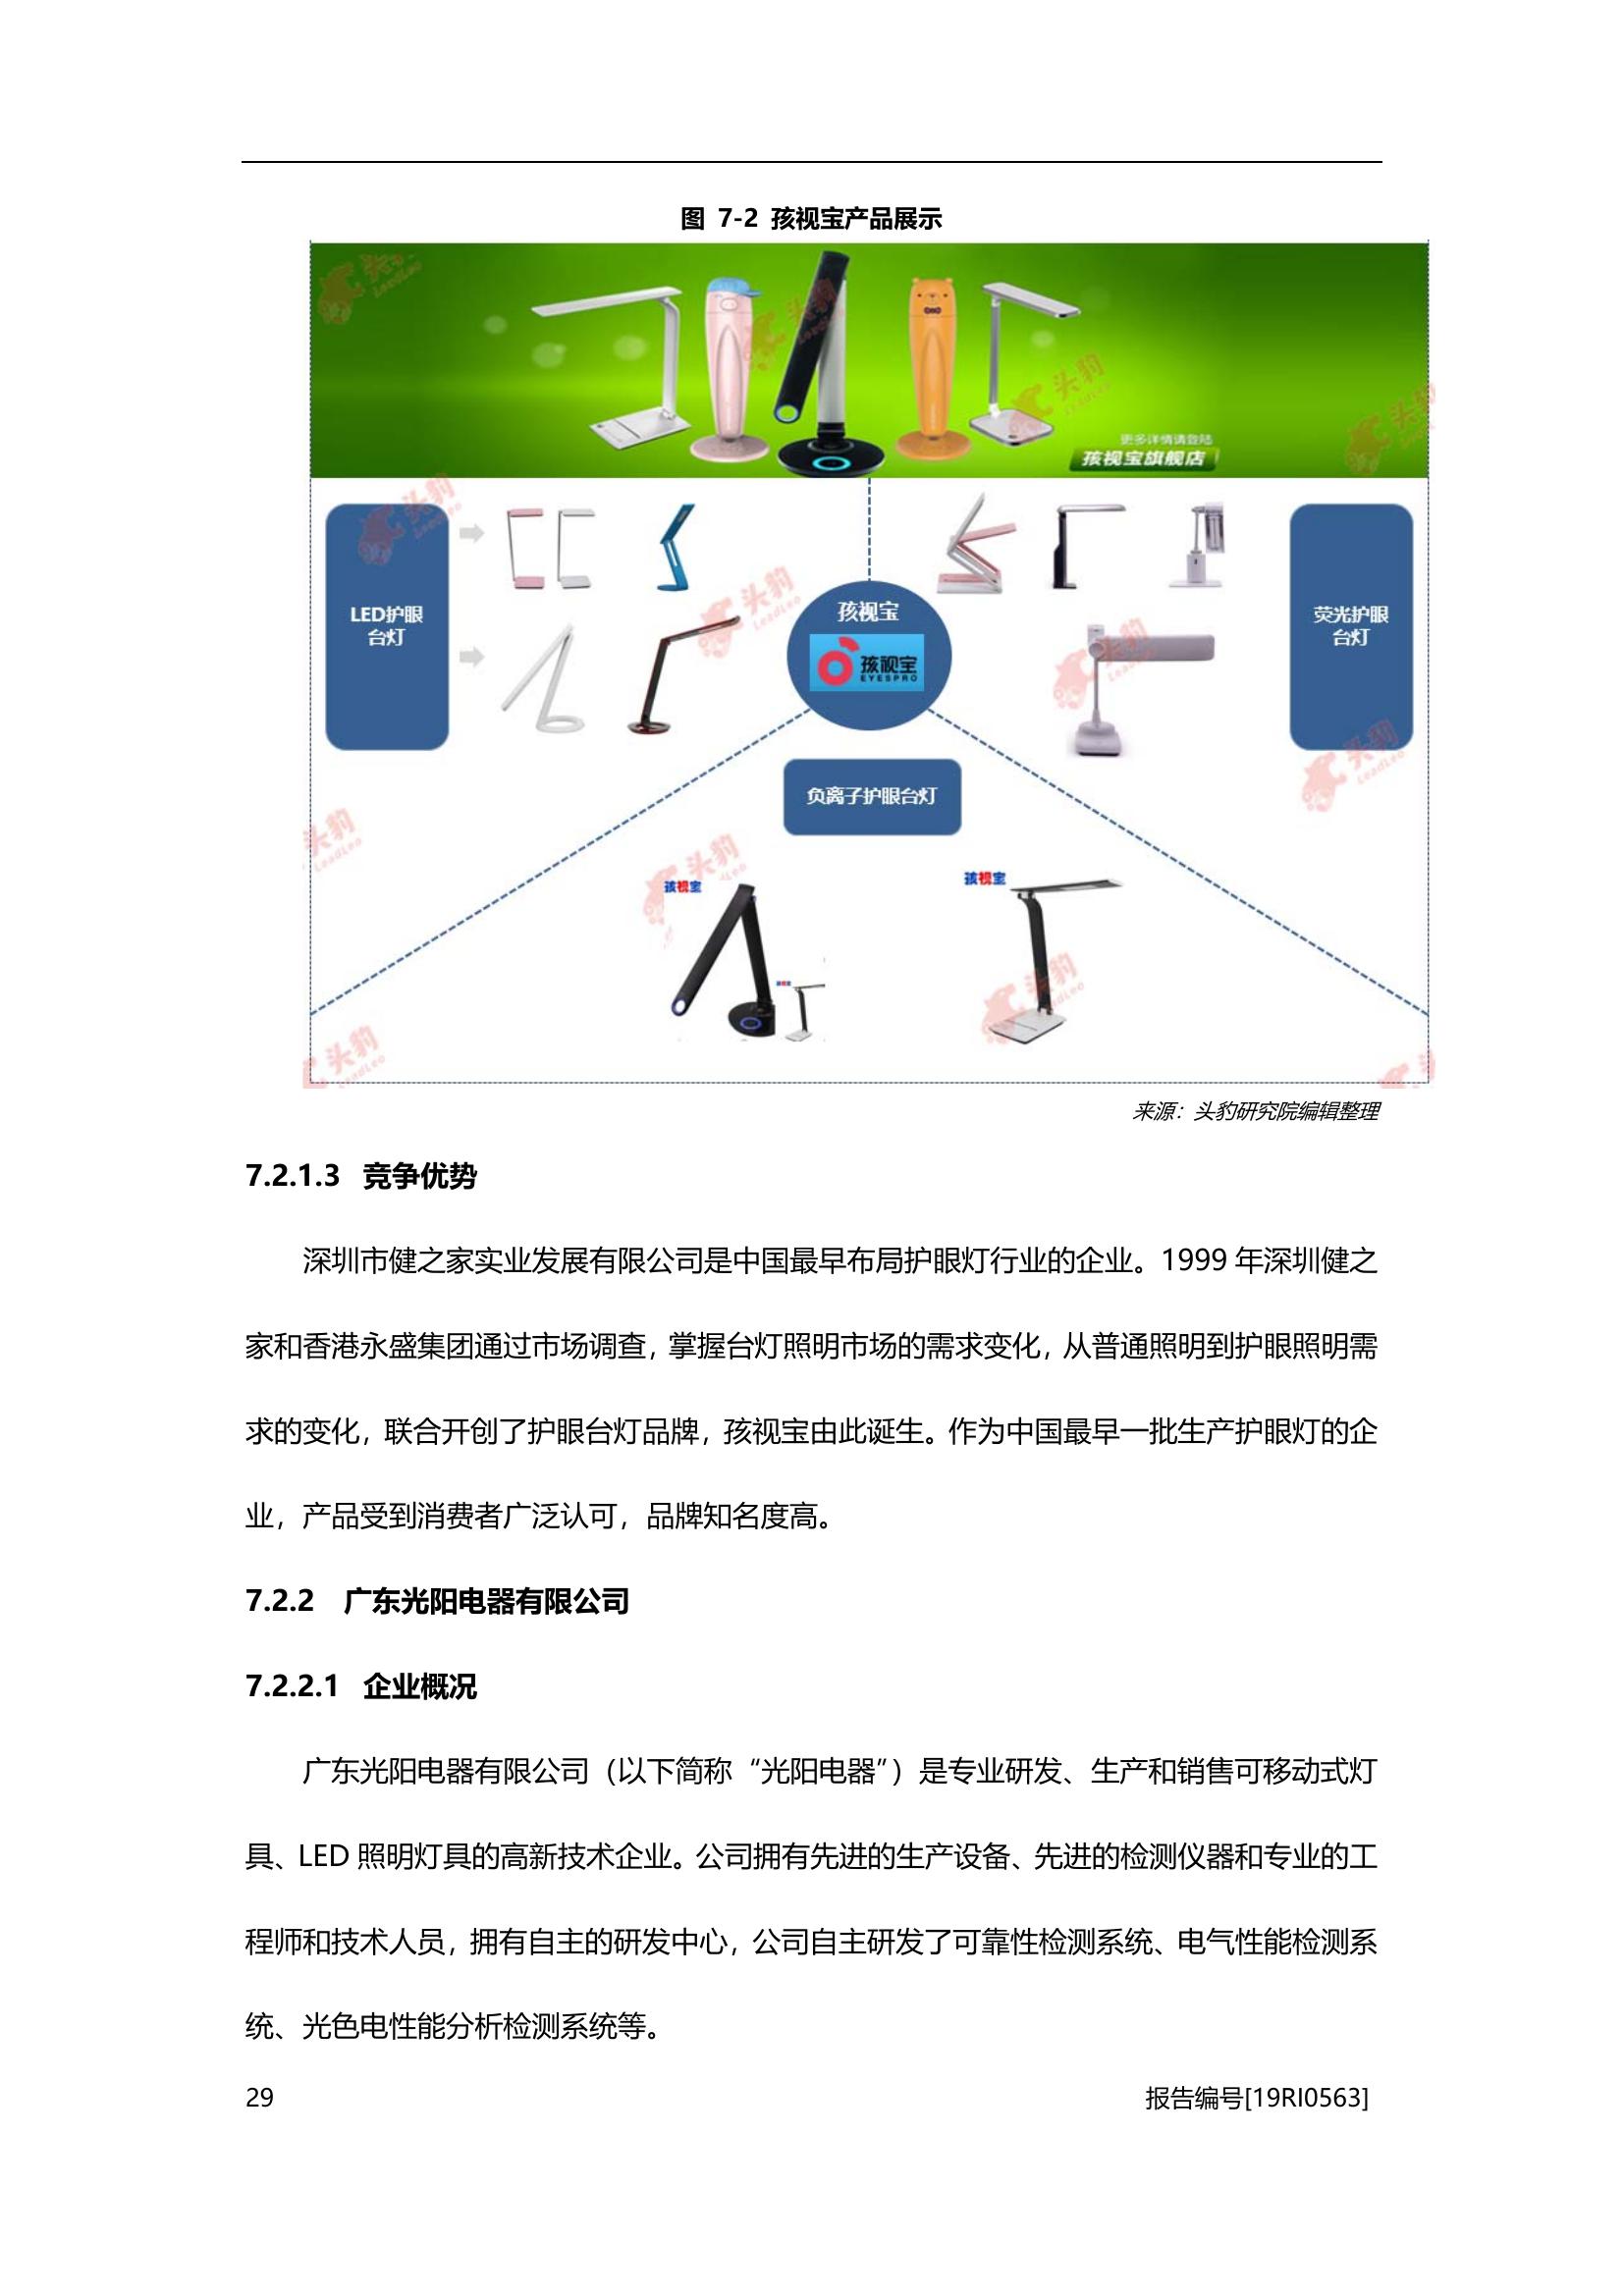 图 7-2 孩视宝产品展示
更多详情请登陆
孩视宝旗舰店
LED护眼
台灯
孩视宝
孩视宝
EYESPRO
荧光护眼
台灯
负离子护眼台灯
孩视宝
孩视宝
头豹
LeadLeo
来源：头豹研究院编辑整理
7.2.1.3 竞争优势
深圳市健之家实业发展有限公司是中国最早布局护眼灯行业的企业。1999 年深圳健之
家和香港永盛集团通过市场调查，掌握台灯照明市场的需求变化，从普通照明到护眼照明需
求的变化，联合开创了护眼台灯品牌，孩视宝由此诞生。作为中国最早一批生产护眼灯的企
业，产品受到消费者广泛认可，品牌知名度高。
7.2.2 广东光阳电器有限公司
7.2.2.1 企业概况
广东光阳电器有限公司（以下简称“光阳电器”）是专业研发、生产和销售可移动式灯
具、LED 照明灯具的高新技术企业。公司拥有先进的生产设备、先进的检测仪器和专业的工
程师和技术人员，拥有自主的研发中心，公司自主研发了可靠性检测系统、电气性能检测系
统、光色电性能分析检测系统等。
29 报告编号[19RI0563]